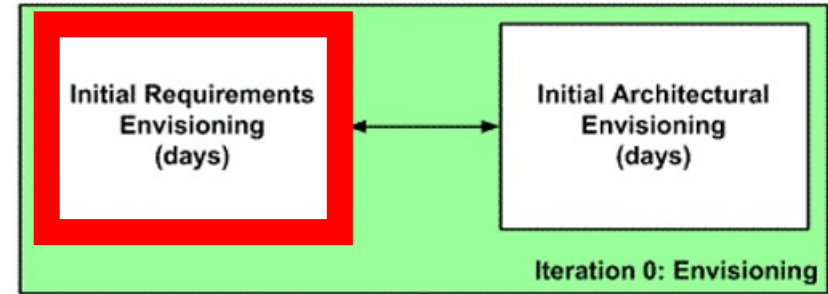 Initial Requirements
Envisioning
(days)
Initial Architectural
Envisioning
(days)
Iteration 0: Envisioning